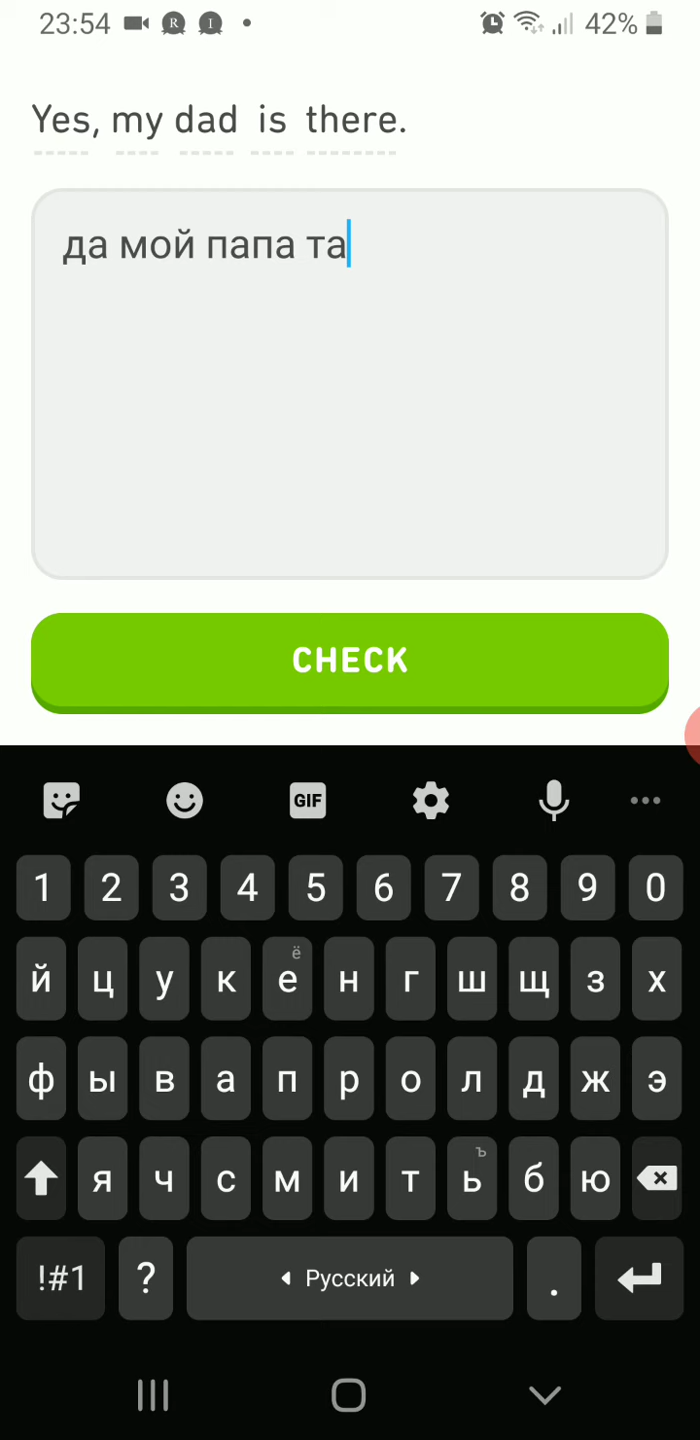 23:54 R I 42%
Yes, my dad is there.
да мой папа та
CHECK
GIF
1 2 3 4 5 6 7 8 9 0
ё
й ц у к е н г ш щ з х
ф ы в а п р о л д ж э
ъ
я ч с м и т ь б ю
!#1 ? Русский .